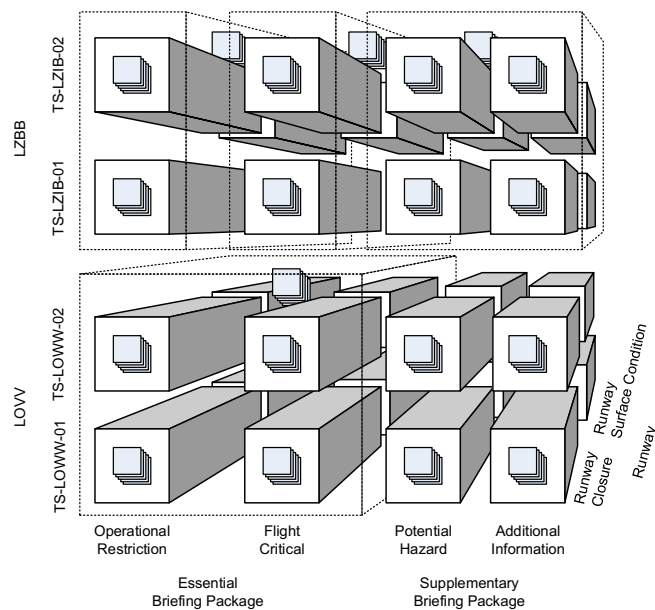 LZBB
TS-LZIB-02
TS-LZIB-01
LOVV
TS-LOWW-02
TS-LOWW-01
Runway
Surface Condition
Runway
Closure
Runway
Operational
Restriction
Flight
Critical
Potential
Hazard
Additional
Information
Essential
Briefing Package
Supplementary
Briefing Package